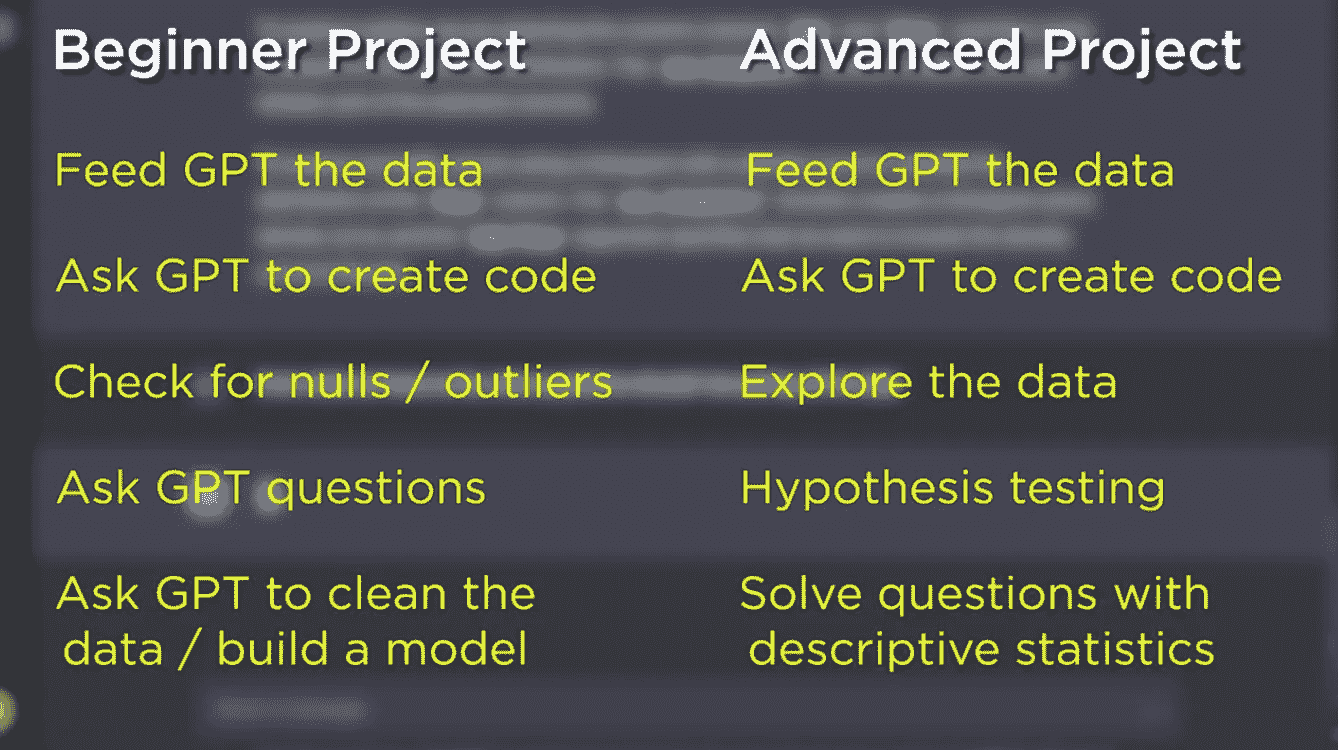 Beginner Project
Advanced Project
Feed GPT the data
Feed GPT the data
Ask GPT to create code
Ask GPT to create code
Check for nulls / outliers
Explore the data
Ask GPT questions
Hypothesis testing
Ask GPT to clean the
data / build a model
Solve questions with
descriptive statistics